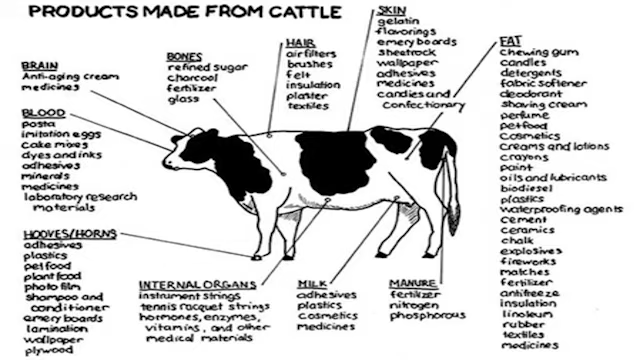 PRODUCTS MADE FROM CATTLE
BRAIN
Anti-aging cream
medicines
BLOOD
pasta
imitation eggs
cake mixes
dyes and inks
adhesives
minerals
medicines
laboratory research
materials
HOOVES/HORNS
adhesives
plastics
pet food
plant food
photo film
shampoo and
conditioner
emery boards
lamination
wallpaper
plywood
BONES
refined sugar
charcoal
fertilizer
glass
HAIR
air filters
brushes
felt
insulation
plaster
textiles
SKIN
gelatin
flavorings
emery boards
sheetrock
wallpaper
adhesives
medicines
candies and
confectionary
FAT
chewing gum
candles
detergents
fabric softener
deodorant
shaving cream
perfume
pet food
cosmetics
creams and lotions
crayons
paint
oils and lubricants
biodiesel
plastics
waterproofing agents
cement
ceramics
chalk
explosives
fireworks
matches
fertilizer
antifreeze
insulation
linoleum
rubber
textiles
medicines
INTERNAL ORGANS
instrument strings
tennis racquet strings
hormones, enzymes,
vitamins, and other
medical materials
MILK
adhesives
plastics
cosmetics
medicines
MANURE
fertilizer
nitrogen
phosphorous